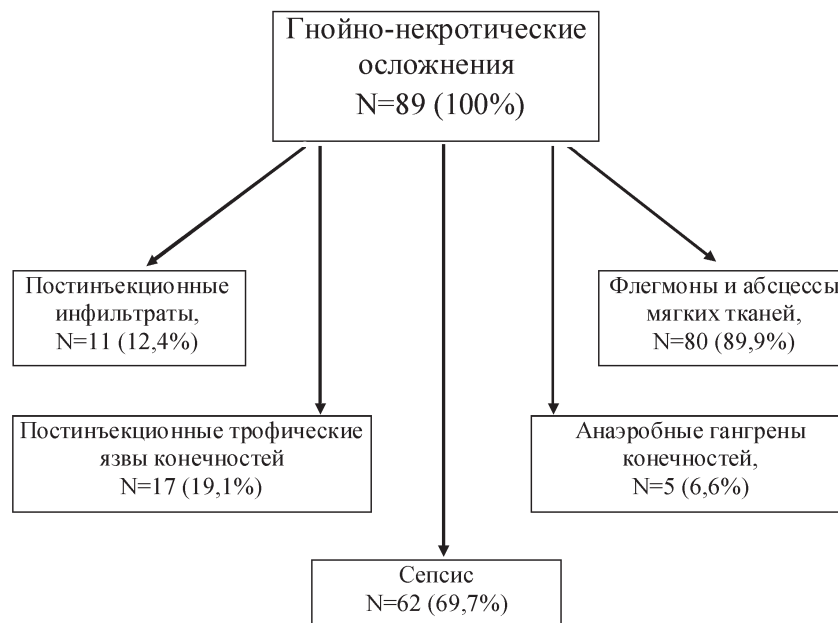 Гнойно-некротические
осложнения
N=89 (100%)
Постинъекционные
инфильтраты,
N=11 (12,4%)
Флегмоны и абсцессы
мягких тканей,
N=80 (89,9%)
Постинъекционные трофические
язвы конечностей
N=17 (19,1%)
Анаэробные гангрены
конечностей,
N=5 (6,6%)
Сепсис
N=62 (69,7%)